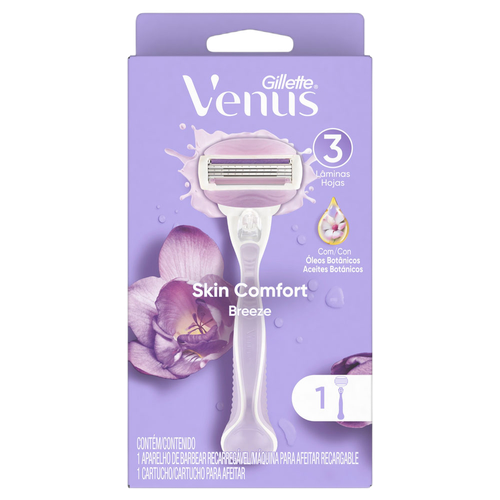 Gillette
Venus
3
Lâminas
Hojas
Com/Con
Óleos Botânicos
Aceites Botánicos
Skin Comfort
Breeze
1
CONTÉM/CONTENIDO
1 APARELHO DE BARBEAR RECARREGÁVEL/MAQUINA PARA AFEITAR RECARGABLE
1 CARTUCHO/CARTUCHO PARA AFEITAR